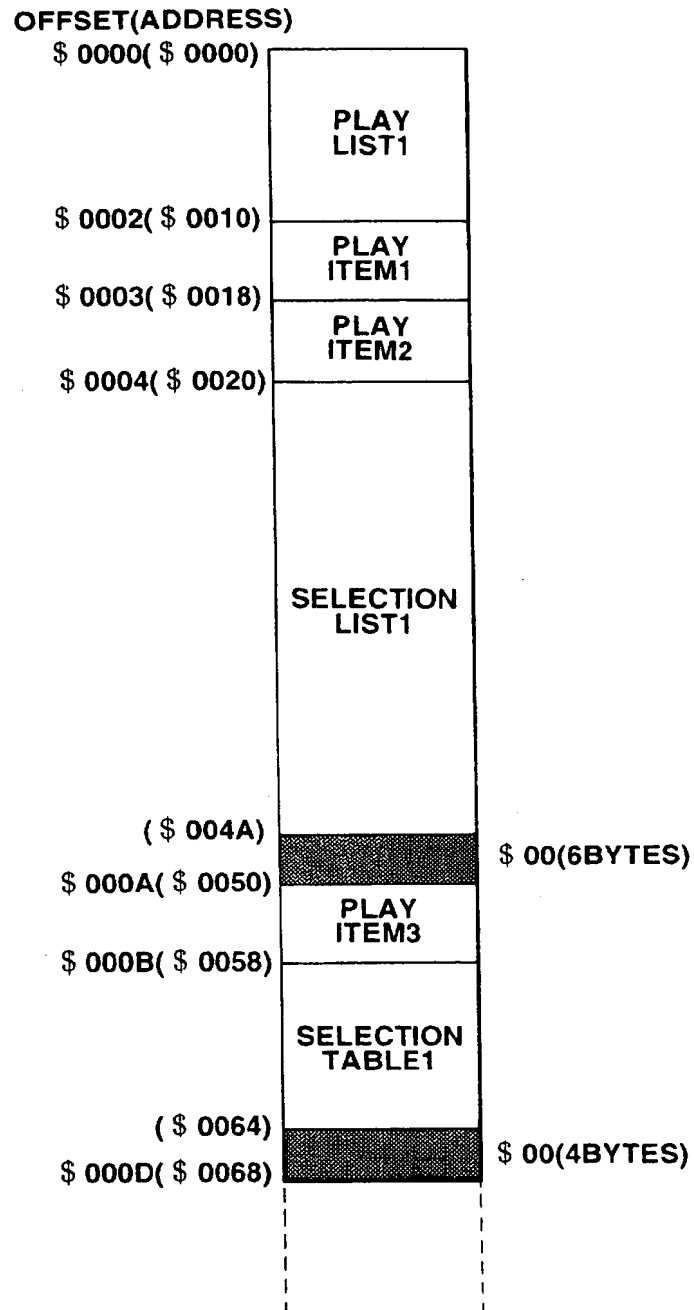 OFFSET(ADDRESS)
$ 0000( $ 0000)
PLAY
LIST1
$ 0002( $ 0010)
PLAY
ITEM1
$ 0003( $ 0018)
PLAY
ITEM2
$ 0004( $ 0020)
SELECTION
LIST1
( $ 004A)
$ 00(6BYTES)
$ 000A( $ 0050)
PLAY
ITEM3
$ 000B( $ 0058)
SELECTION
TABLE1
( $ 0064)
$ 00(4BYTES)
$ 000D( $ 0068)